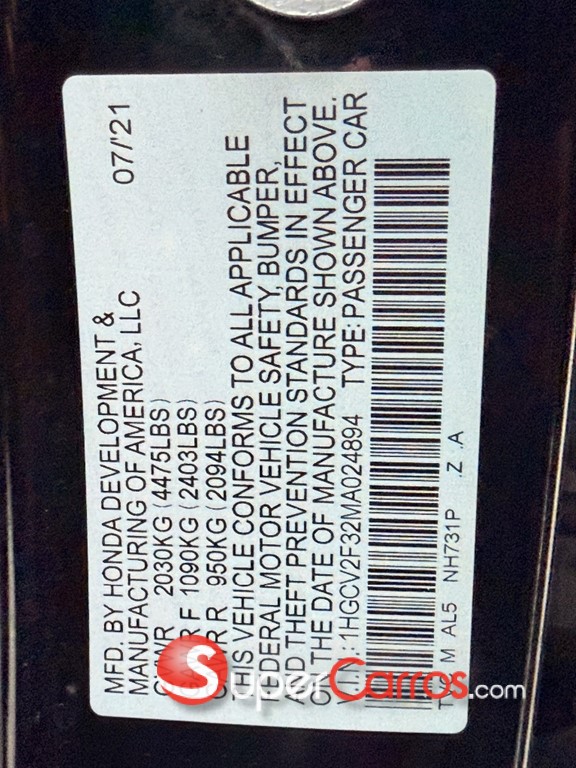 MFD. BY HONDA DEVELOPMENT &
MANUFACTURING OF AMERICA, LLC 07/'21
2030KG (4475LBS)
F 1090KG (2403LBS)
R 950KG (2094LBS)
THIS VEHICLE CONFORMS TO ALL APPLICABLE
FEDERAL MOTOR VEHICLE SAFETY, BUMPER,
AND THEFT PREVENTION STANDARDS IN EFFECT
ON THE DATE OF MANUFACTURE SHOWN ABOVE.
V.I.N.: 1HGCV2F32MA024894 TYPE: PASSENGER CAR
AL5 NH731P .Z .A
SuperCarros.com